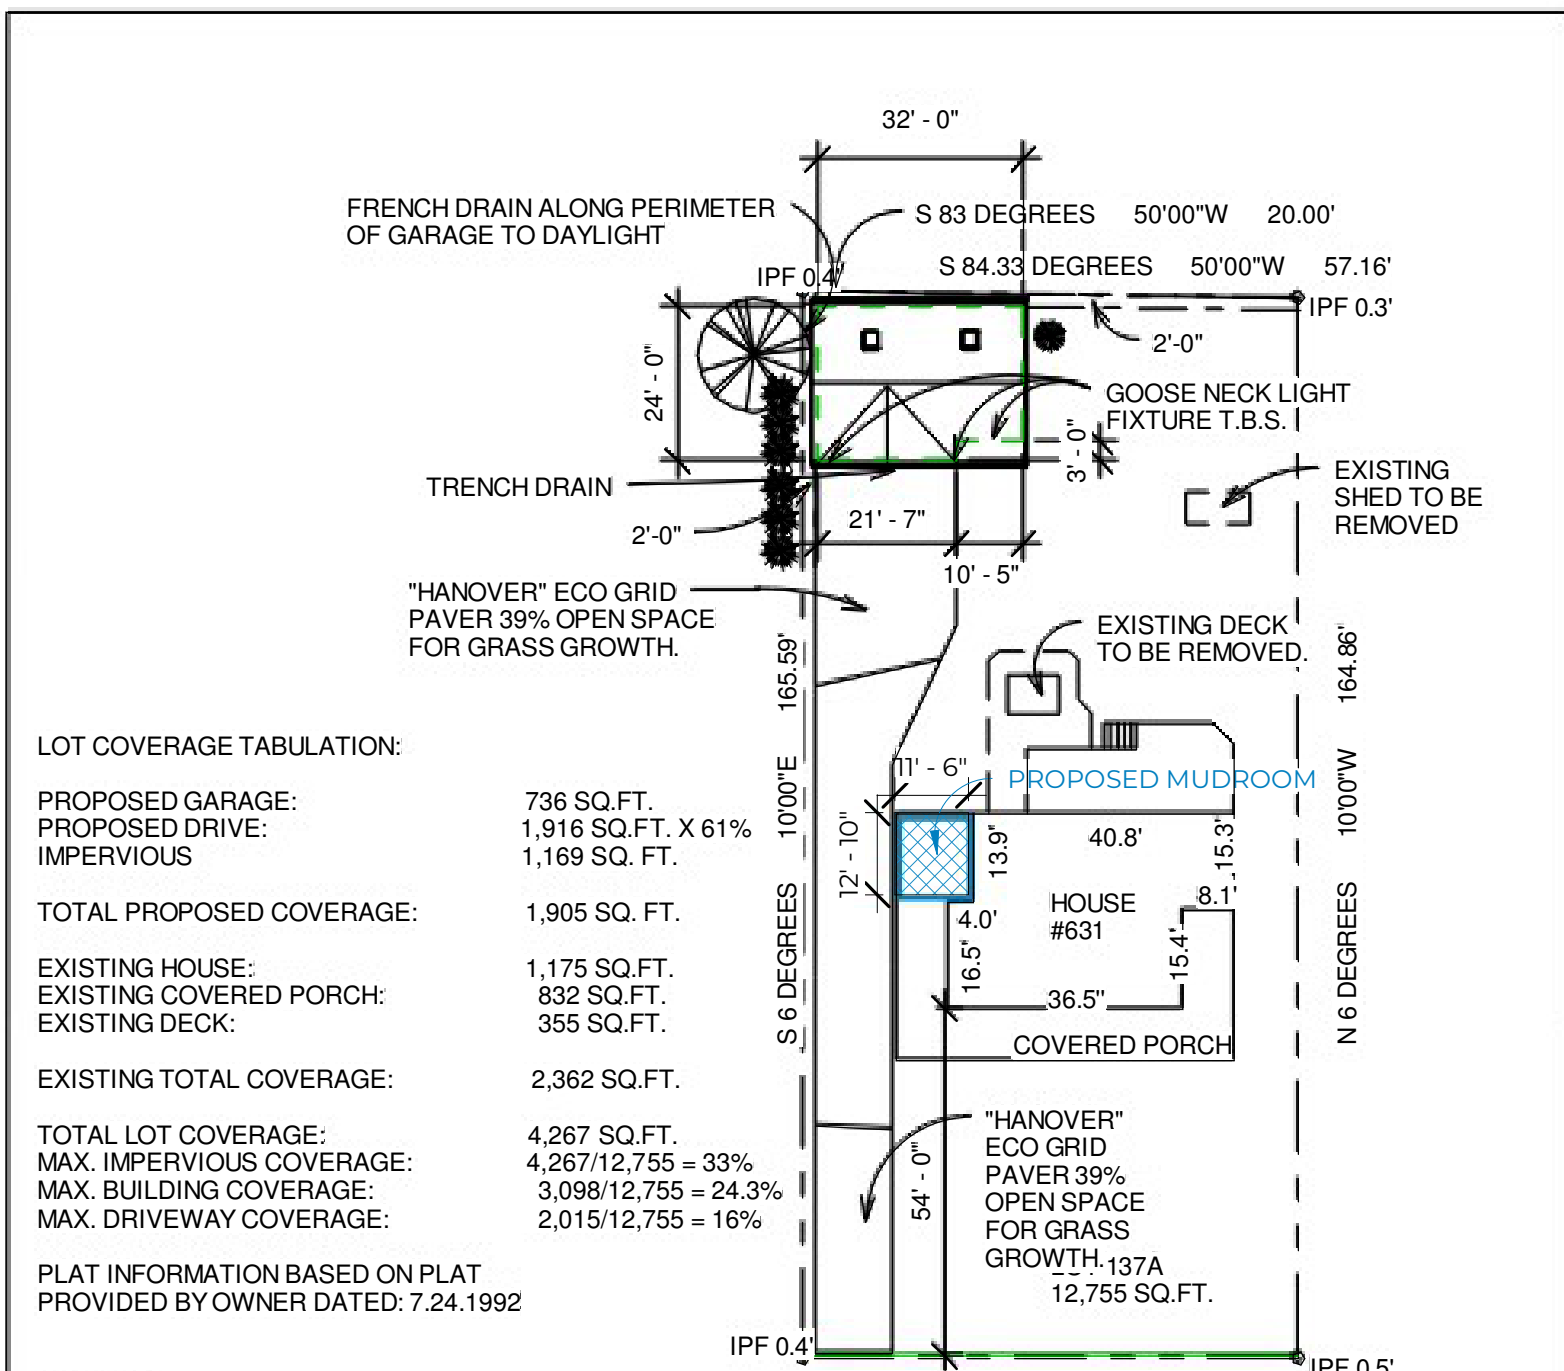 32' - 0"
FRENCH DRAIN ALONG PERIMETER
OF GARAGE TO DAYLIGHT
S 83 DEGREES 50'00"W 20.00'
S 84.33 DEGREES 50'00"W 57.16'
IPF 0.4'
IPF 0.3'
2'-0"
24' - 0"
GOOSE NECK LIGHT
FIXTURE T.B.S.
3' - 0"
TRENCH DRAIN
EXISTING
SHED TO BE
REMOVED
21' - 7"
2'-0"
10' - 5"
"HANOVER" ECO GRID
PAVER 39% OPEN SPACE
FOR GRASS GROWTH.
EXISTING DECK
TO BE REMOVED.
S 6 DEGREES 10'00"E 165.59'
N 6 DEGREES 10'00"W 164.86"
LOT COVERAGE TABULATION:
PROPOSED GARAGE: 736 SQ.FT.
PROPOSED DRIVE: 1,916 SQ.FT. X 61%
IMPERVIOUS 1,169 SQ. FT.
TOTAL PROPOSED COVERAGE: 1,905 SQ. FT.
EXISTING HOUSE: 1,175 SQ.FT.
EXISTING COVERED PORCH: 832 SQ.FT.
EXISTING DECK: 355 SQ.FT.
EXISTING TOTAL COVERAGE: 2,362 SQ.FT.
TOTAL LOT COVERAGE: 4,267 SQ.FT.
MAX. IMPERVIOUS COVERAGE: 4,267/12,755 = 33%
MAX. BUILDING COVERAGE: 3,098/12,755 = 24.3%
MAX. DRIVEWAY COVERAGE: 2,015/12,755 = 16%
PLAT INFORMATION BASED ON PLAT
PROVIDED BY OWNER DATED: 7.24.1992
11' - 6"
PROPOSED MUDROOM
12' - 10"
13.9"
40.8'
15.3'
8.1'
4.0'
HOUSE
#631
16.5"
15.4'
36.5"
COVERED PORCH
"HANOVER"
ECO GRID
PAVER 39%
OPEN SPACE
FOR GRASS
GROWTH.
54' - 0"
137A
12,755 SQ.FT.
IPF 0.4'
IPF 0.5'